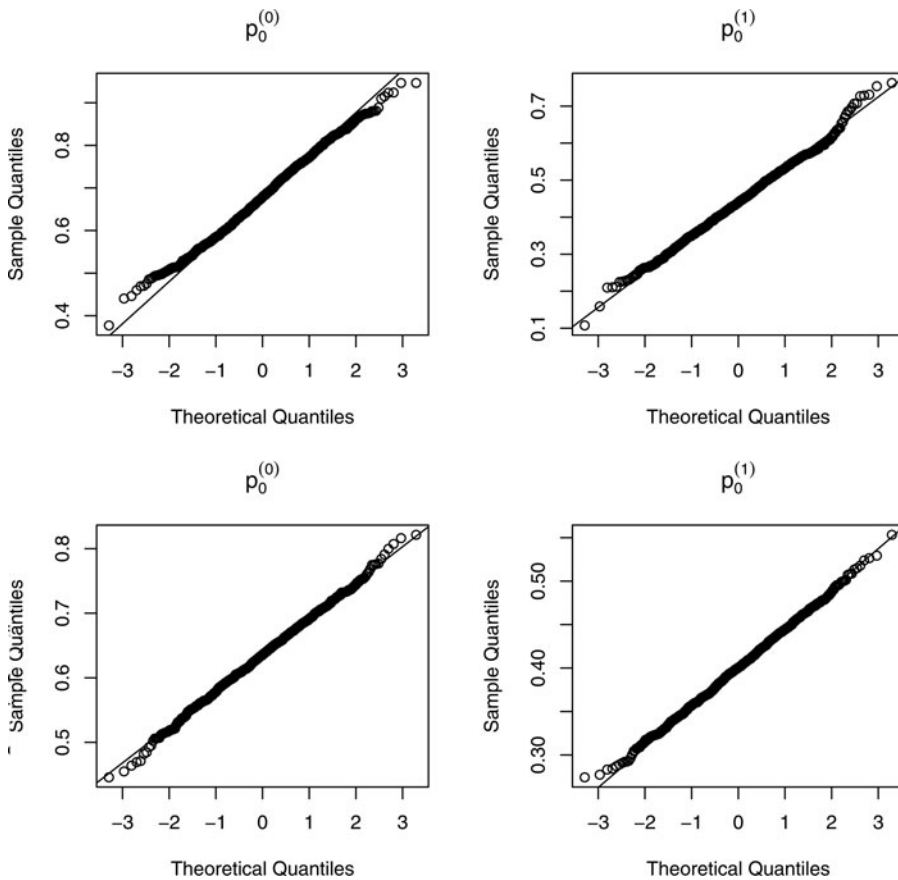 p₀⁽⁰⁾
Sample Quantiles
0.8
0.6
0.4
−3 −2 −1 0 1 2 3
Theoretical Quantiles
p₀⁽¹⁾
Sample Quantiles
0.7
0.5
0.3
0.1
−3 −2 −1 0 1 2 3
Theoretical Quantiles
p₀⁽⁰⁾
Sample Quantiles
0.8
0.7
0.6
0.5
−3 −2 −1 0 1 2 3
Theoretical Quantiles
p₀⁽¹⁾
Sample Quantiles
0.50
0.40
0.30
−3 −2 −1 0 1 2 3
Theoretical Quantiles